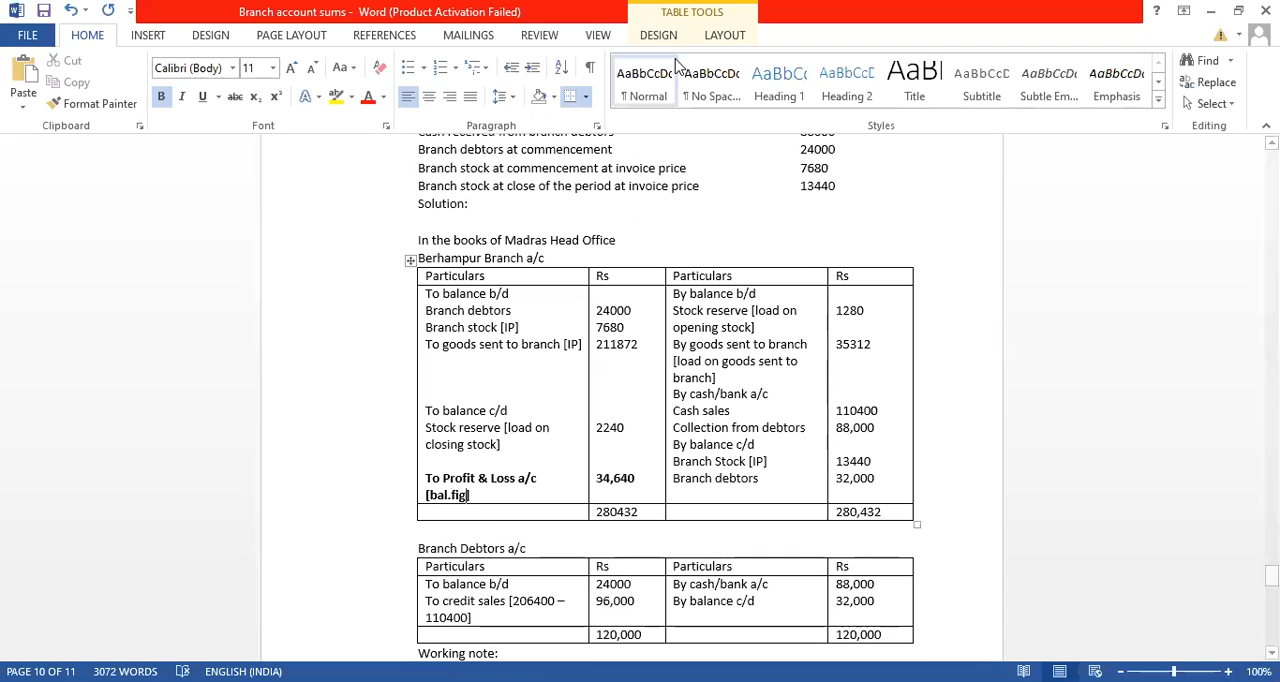 Branch account sums - Word (Product Activation Failed)
TABLE TOOLS
FILE HOME INSERT DESIGN PAGE LAYOUT REFERENCES MAILINGS REVIEW VIEW DESIGN LAYOUT
Paste
Cut
Copy
Format Painter
Calibri (Body) 11
AaBbCcDc AaBbCcDc AaBbCc AaBbCcD AaBl AaBbCcD AaBbCcDc AaBbCcDc
¶ Normal ¶ No Spac... Heading 1 Heading 2 Title Subtitle Subtle Em... Emphasis
Find
Replace
Select
Clipboard Font Paragraph Styles Editing
Cash received from branch debtors 88000
Branch debtors at commencement 24000
Branch stock at commencement at invoice price 7680
Branch stock at close of the period at invoice price 13440
Solution:
In the books of Madras Head Office
Berhampur Branch a/c
Particulars Rs Particulars Rs
To balance b/d By balance b/d
Branch debtors 24000 Stock reserve [load on 1280
Branch stock [IP] 7680 opening stock]
To goods sent to branch [IP] 211872 By goods sent to branch 35312
[load on goods sent to
branch]
By cash/bank a/c
To balance c/d Cash sales 110400
Stock reserve [load on 2240 Collection from debtors 88,000
closing stock] By balance c/d
Branch Stock [IP] 13440
To Profit & Loss a/c 34,640 Branch debtors 32,000
[bal.fig]
280432 280,432
Branch Debtors a/c
Particulars Rs Particulars Rs
To balance b/d 24000 By cash/bank a/c 88,000
To credit sales [206400 – 96,000 By balance c/d 32,000
110400]
120,000 120,000
Working note:
PAGE 10 OF 11 3072 WORDS ENGLISH (INDIA) 100%